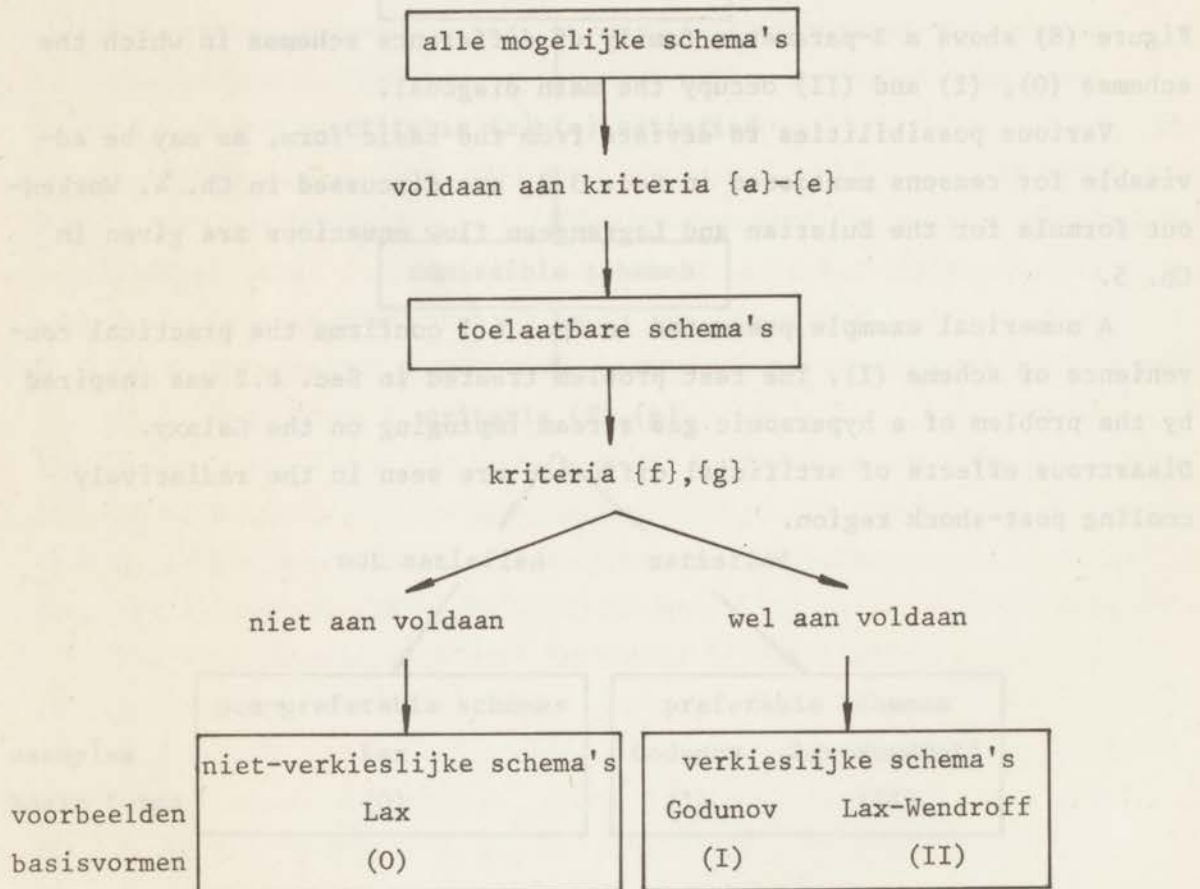 alle mogelijke schema's
voldaan aan kriteria {a}-{e}
toelaatbare schema's
kriteria {f},{g}
niet aan voldaan wel aan voldaan
niet-verkieslijke schema's verkieslijke schema's
voorbeelden Lax Godunov Lax-Wendroff
basisvormen (O) (I) (II)